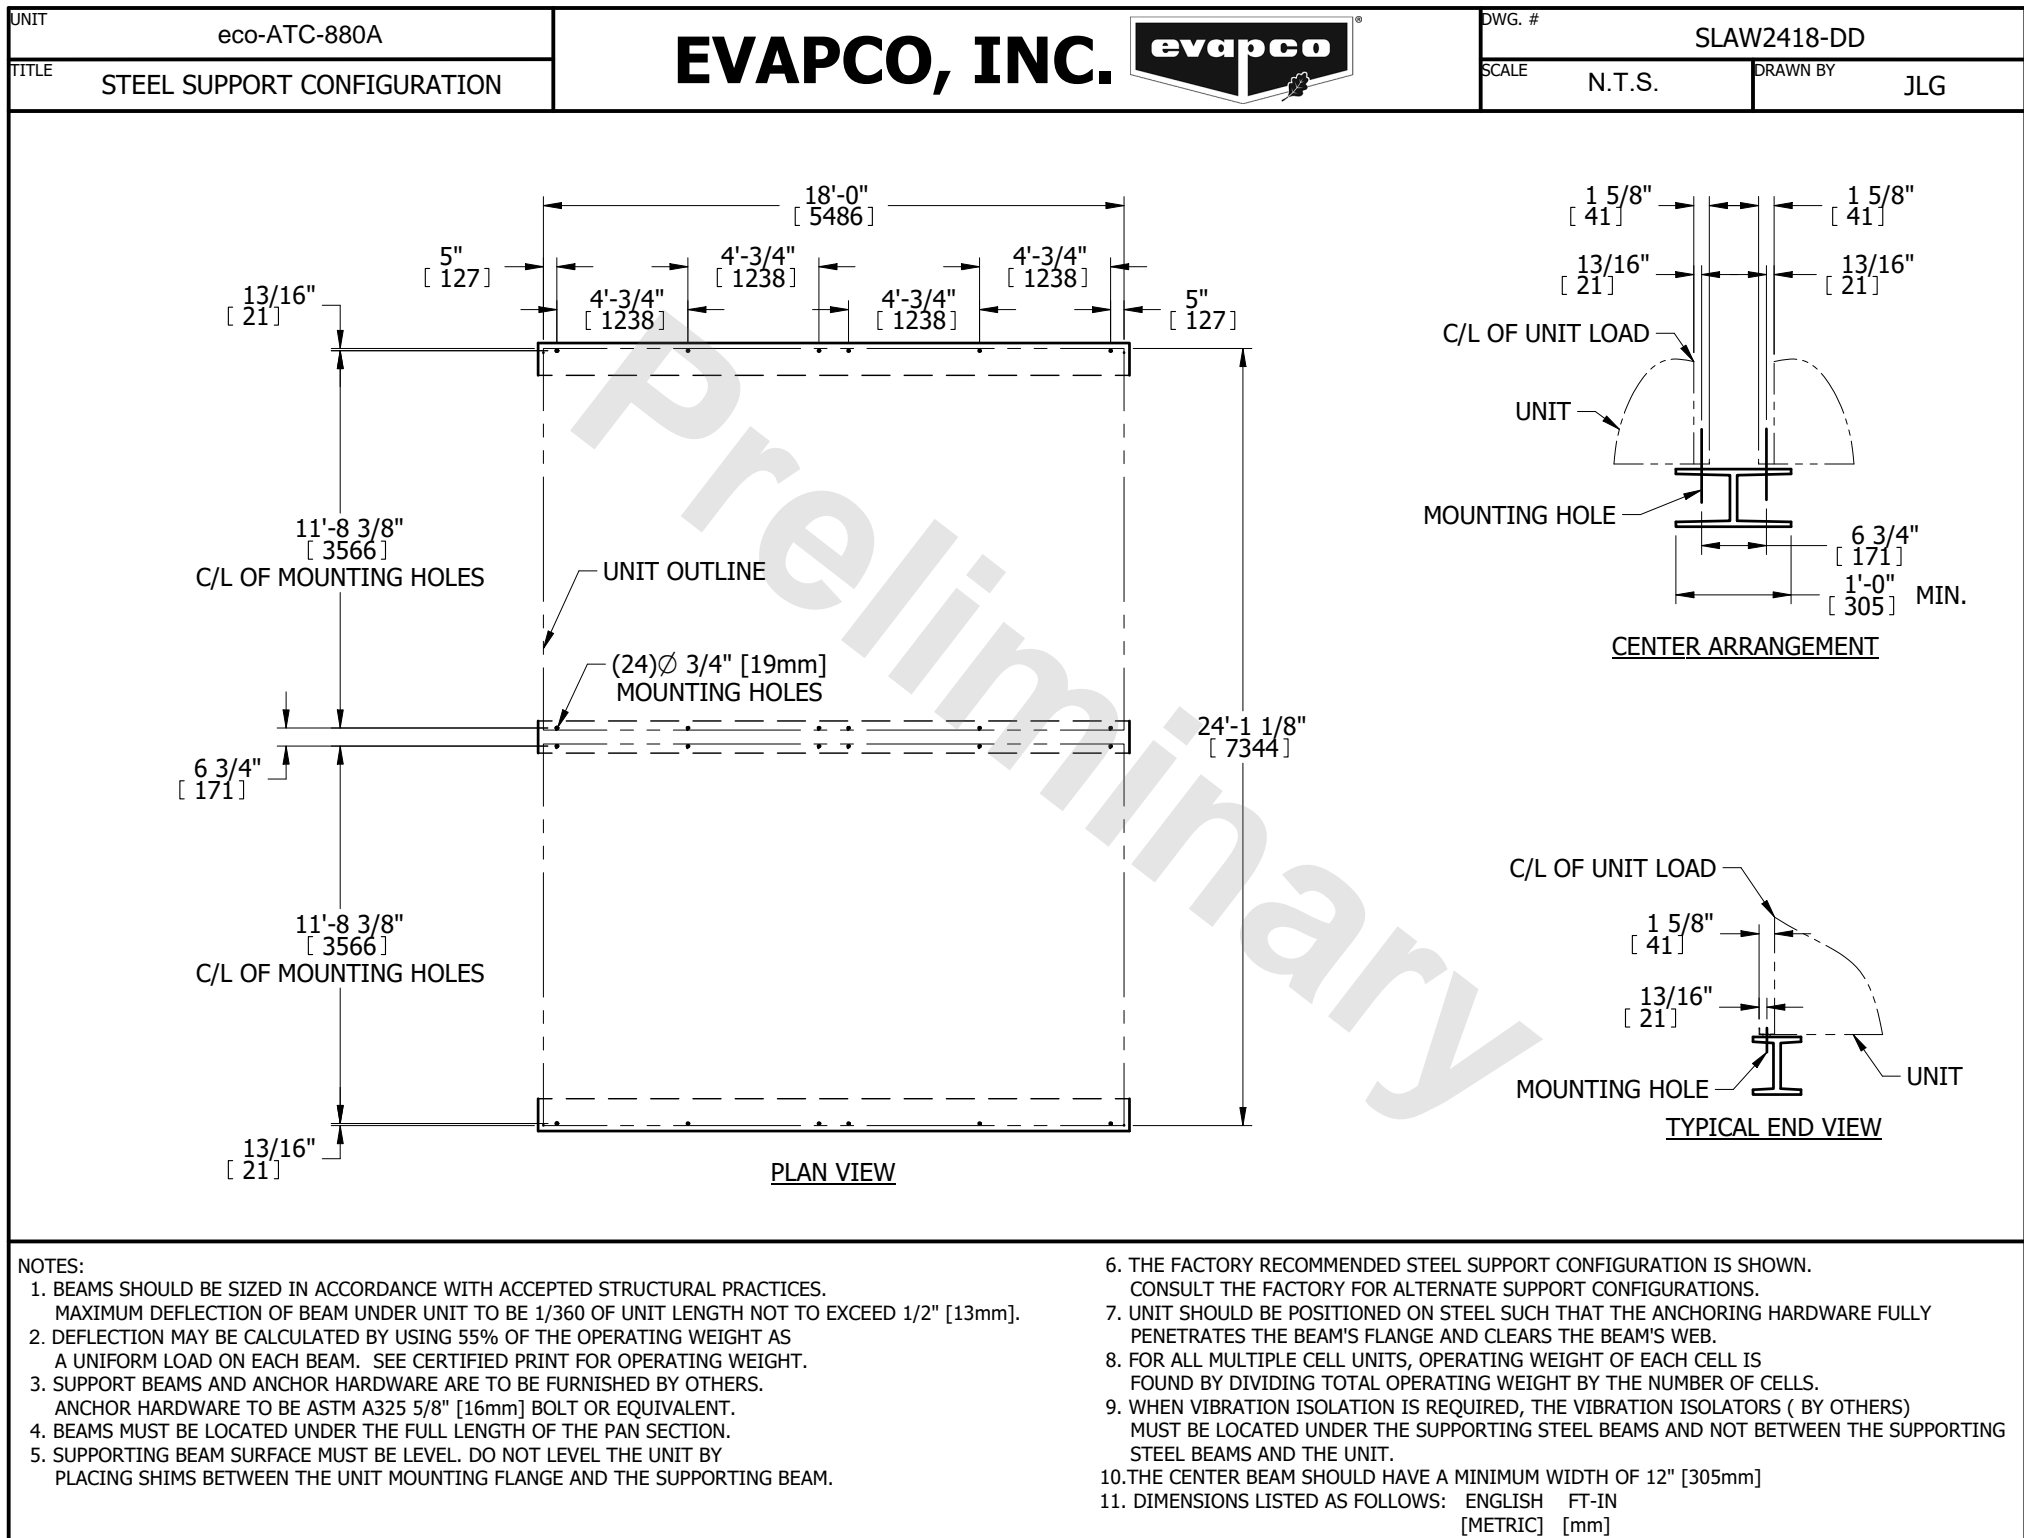 UNIT
eco-ATC-880A
TITLE
STEEL SUPPORT CONFIGURATION
EVAPCO, INC.
evapco
®
DWG. #
SLAW2418-DD
SCALE
N.T.S.
DRAWN BY
JLG
18'-0"
[ 5486]
5"
[ 127]
4'-3/4"
[ 1238]
4'-3/4"
[ 1238]
13/16"
[ 21]
4'-3/4"
[ 1238]
4'-3/4"
[ 1238]
5"
[ 127]
11'-8 3/8"
[ 3566]
C/L OF MOUNTING HOLES
UNIT OUTLINE
(24)∅ 3/4" [19mm]
MOUNTING HOLES
6 3/4"
[ 171]
24'-1 1/8"
[ 7344]
11'-8 3/8"
[ 3566]
C/L OF MOUNTING HOLES
13/16"
[ 21]
PLAN VIEW
Preliminary
1 5/8"
[ 41]
1 5/8"
[ 41]
13/16"
[ 21]
13/16"
[ 21]
C/L OF UNIT LOAD
UNIT
MOUNTING HOLE
6 3/4"
[ 171]
1'-0"
[ 305]
MIN.
CENTER ARRANGEMENT
C/L OF UNIT LOAD
1 5/8"
[ 41]
13/16"
[ 21]
MOUNTING HOLE
UNIT
TYPICAL END VIEW
NOTES:
1. BEAMS SHOULD BE SIZED IN ACCORDANCE WITH ACCEPTED STRUCTURAL PRACTICES.
MAXIMUM DEFLECTION OF BEAM UNDER UNIT TO BE 1/360 OF UNIT LENGTH NOT TO EXCEED 1/2" [13mm].
2. DEFLECTION MAY BE CALCULATED BY USING 55% OF THE OPERATING WEIGHT AS
A UNIFORM LOAD ON EACH BEAM. SEE CERTIFIED PRINT FOR OPERATING WEIGHT.
3. SUPPORT BEAMS AND ANCHOR HARDWARE ARE TO BE FURNISHED BY OTHERS.
ANCHOR HARDWARE TO BE ASTM A325 5/8" [16mm] BOLT OR EQUIVALENT.
4. BEAMS MUST BE LOCATED UNDER THE FULL LENGTH OF THE PAN SECTION.
5. SUPPORTING BEAM SURFACE MUST BE LEVEL. DO NOT LEVEL THE UNIT BY
PLACING SHIMS BETWEEN THE UNIT MOUNTING FLANGE AND THE SUPPORTING BEAM.
6. THE FACTORY RECOMMENDED STEEL SUPPORT CONFIGURATION IS SHOWN.
CONSULT THE FACTORY FOR ALTERNATE SUPPORT CONFIGURATIONS.
7. UNIT SHOULD BE POSITIONED ON STEEL SUCH THAT THE ANCHORING HARDWARE FULLY
PENETRATES THE BEAM'S FLANGE AND CLEARS THE BEAM'S WEB.
8. FOR ALL MULTIPLE CELL UNITS, OPERATING WEIGHT OF EACH CELL IS
FOUND BY DIVIDING TOTAL OPERATING WEIGHT BY THE NUMBER OF CELLS.
9. WHEN VIBRATION ISOLATION IS REQUIRED, THE VIBRATION ISOLATORS ( BY OTHERS)
MUST BE LOCATED UNDER THE SUPPORTING STEEL BEAMS AND NOT BETWEEN THE SUPPORTING
STEEL BEAMS AND THE UNIT.
10.THE CENTER BEAM SHOULD HAVE A MINIMUM WIDTH OF 12" [305mm]
11. DIMENSIONS LISTED AS FOLLOWS: ENGLISH FT-IN
[METRIC] [mm]